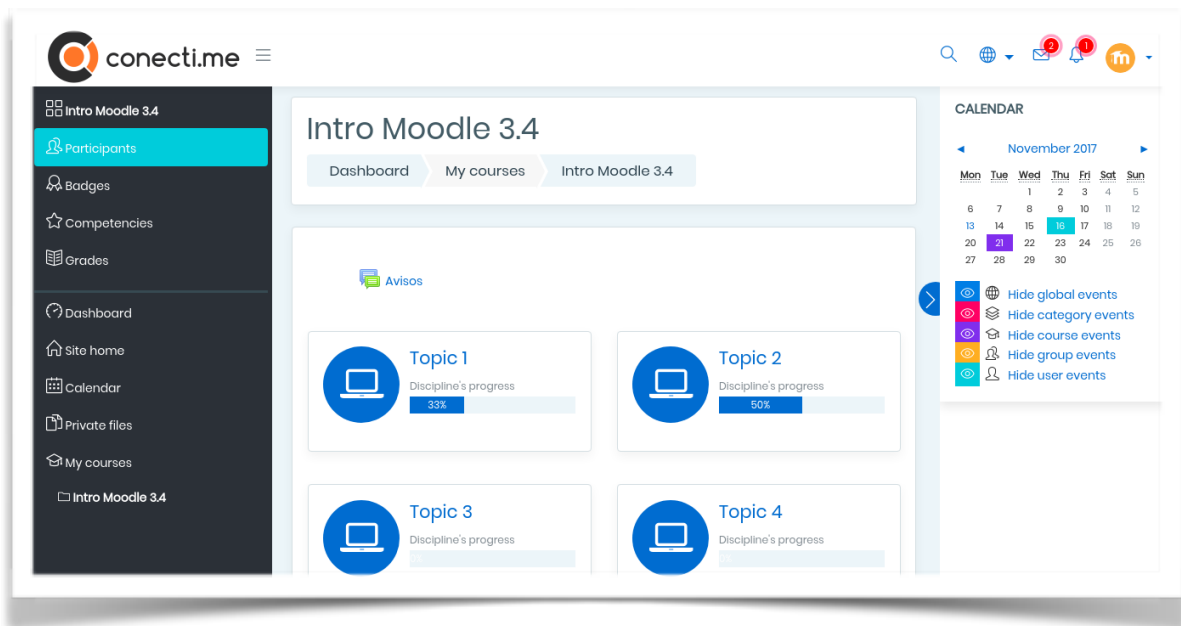 conecti.me
2
1
Intro Moodle 3.4
Participants
Badges
Competencies
Grades
Dashboard
Site home
Calendar
Private files
My courses
Intro Moodle 3.4
Intro Moodle 3.4
Dashboard My courses Intro Moodle 3.4
Avisos
Topic 1
Discipline's progress
33%
Topic 2
Discipline's progress
50%
Topic 3
Discipline's progress
Topic 4
Discipline's progress
CALENDAR
◄ November 2017 ►
Mon Tue Wed Thu Fri Sat Sun
1 2 3 4 5
6 7 8 9 10 11 12
13 14 15 16 17 18 19
20 21 22 23 24 25 26
27 28 29 30
Hide global events
Hide category events
Hide course events
Hide group events
Hide user events